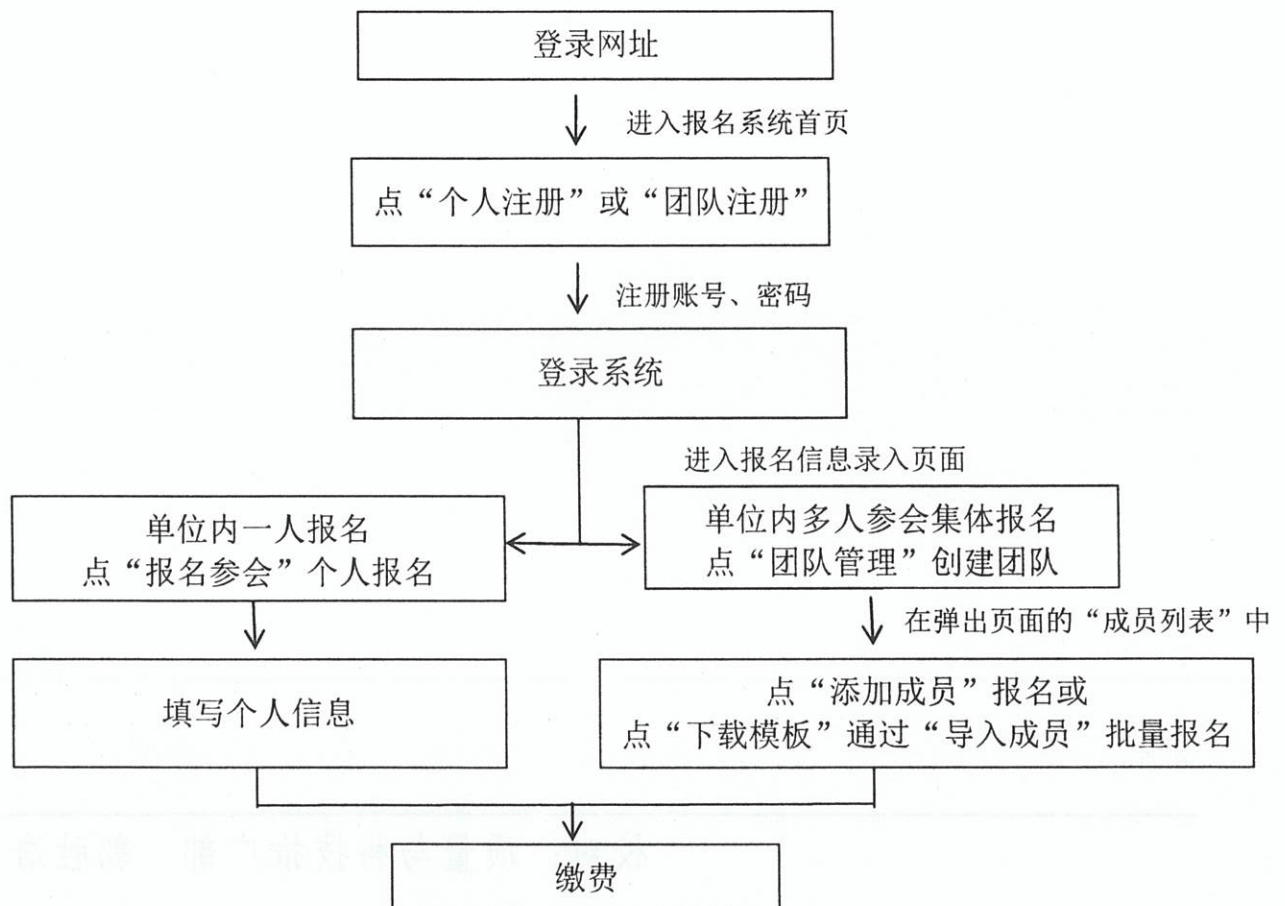 登录网址
进入报名系统首页
点“个人注册”或“团队注册”
注册账号、密码
登录系统
进入报名信息录入页面
单位内一人报名
点“报名参会”个人报名
单位内多人参会集体报名
点“团队管理”创建团队
在弹出页面的“成员列表”中
填写个人信息
点“添加成员”报名或
点“下载模板”通过“导入成员”批量报名
缴费